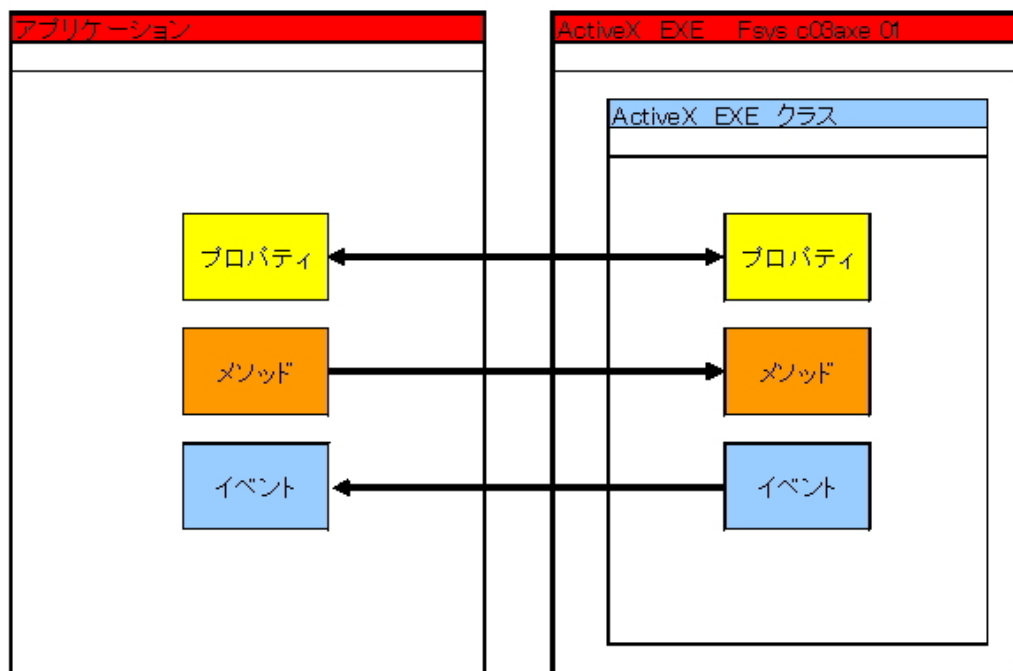 アプリケーション
ActiveX EXE Fsys c03axe 01
ActiveX EXE クラス
プロパティ プロパティ
メソッド メソッド
イベント イベント